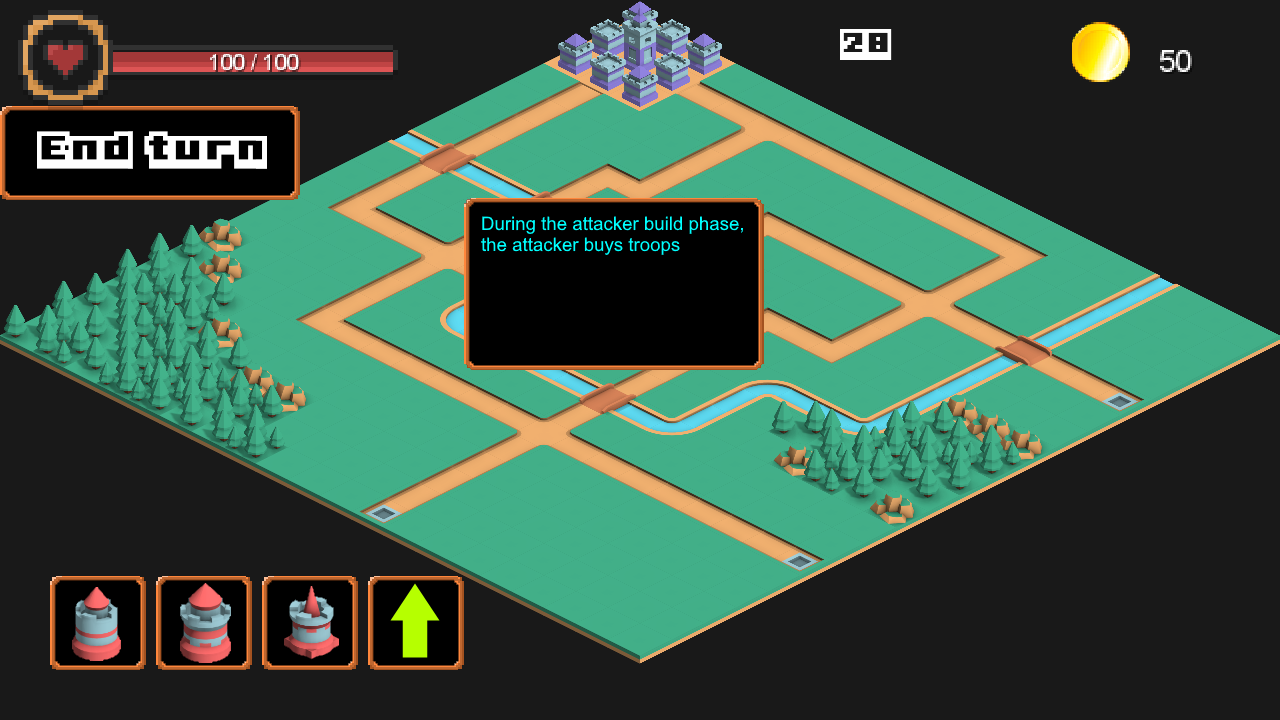 100 / 100
28
50
End turn
During the attacker build phase,
the attacker buys troops